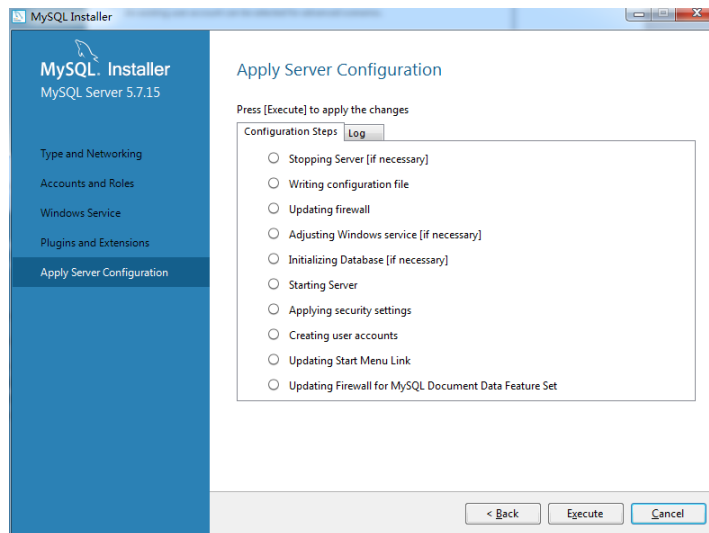 MySQL Installer
MySQL. Installer
MySQL Server 5.7.15
Type and Networking
Accounts and Roles
Windows Service
Plugins and Extensions
Apply Server Configuration
Apply Server Configuration
Press [Execute] to apply the changes
Configuration Steps Log
Stopping Server [if necessary]
Writing configuration file
Updating firewall
Adjusting Windows service [if necessary]
Initializing Database [if necessary]
Starting Server
Applying security settings
Creating user accounts
Updating Start Menu Link
Updating Firewall for MySQL Document Data Feature Set
< Back Execute Cancel